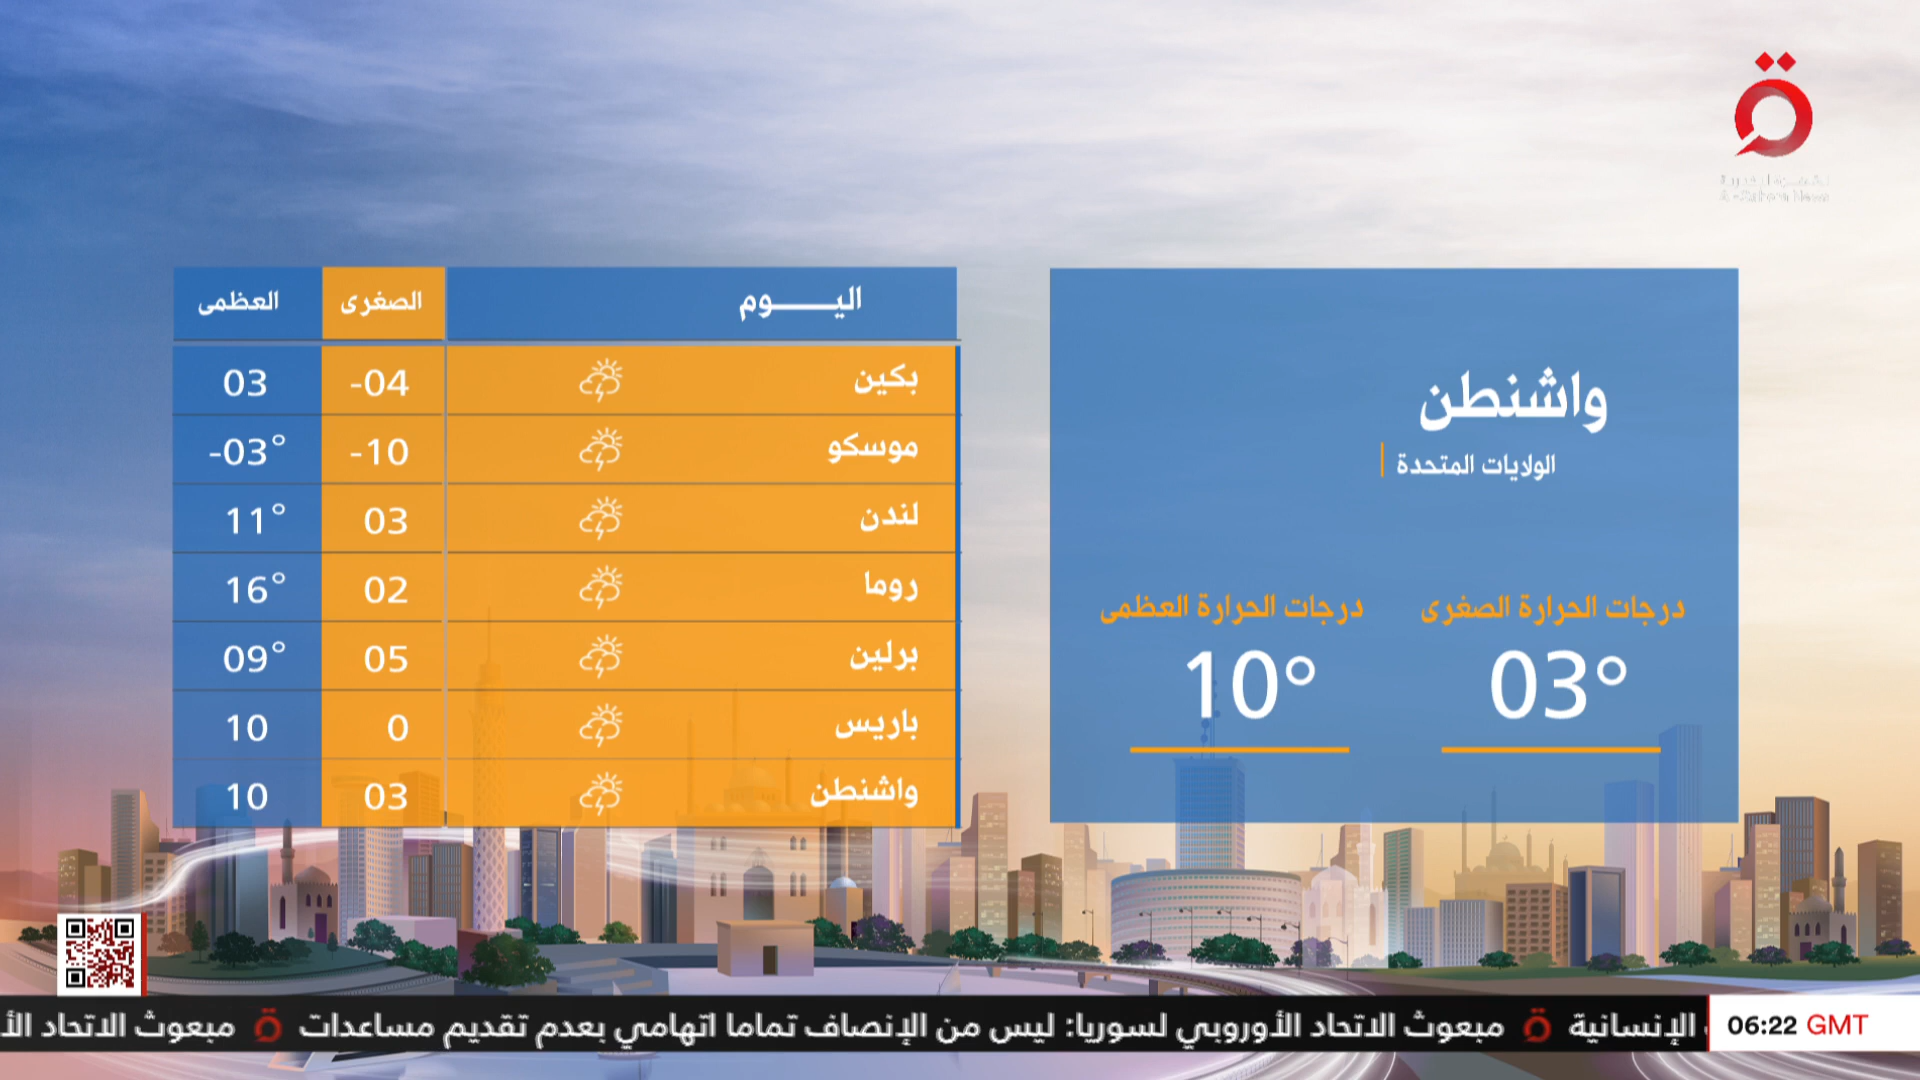 واشنطن
الولايات المتحدة
درجات الحرارة الصغرى درجات الحرارة العظمى
03° 10°
اليـــــوم الصغرى العظمى
بكين -04 03
موسكو -10 -03°
لندن 03 11°
روما 02 16°
برلين 05 09°
باريس 0 10
واشنطن 03 10
الإنسانية مبعوث الاتحاد الأوروبي لسوريا: ليس من الإنصاف تماما اتهامي بعدم تقديم مساعدات مبعوث الاتحاد الأ
06:22 GMT